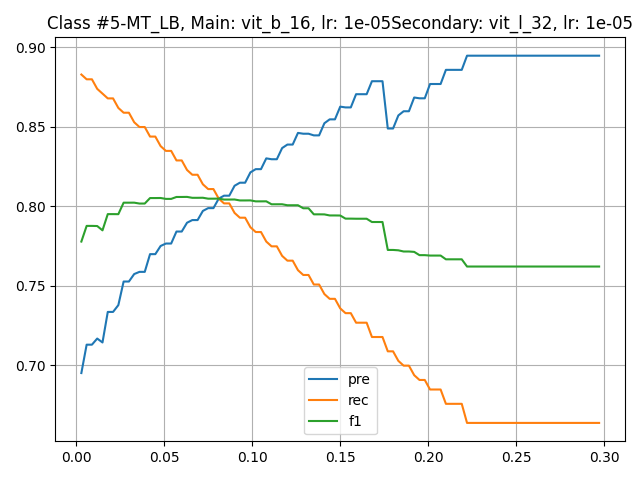 Class #5-MT_LB, Main: vit_b_16, lr: 1e-05Secondary: vit_l_32, lr: 1e-05
0.90
0.85
0.80
0.75
0.70
pre
rec
f1
0.00 0.05 0.10 0.15 0.20 0.25 0.30